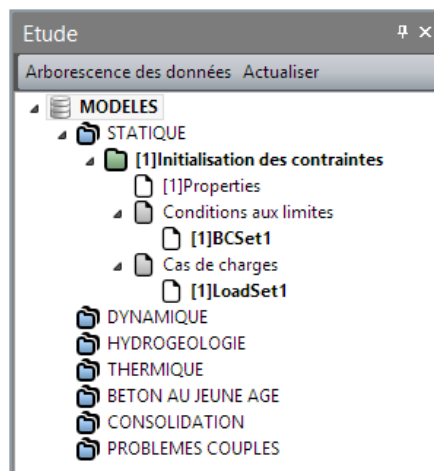 Etude
Arborescence des données Actualiser
MODELES
STATIQUE
[1]Initialisation des contraintes
[1]Properties
Conditions aux limites
[1]BCSet1
Cas de charges
[1]LoadSet1
DYNAMIQUE
HYDROGEOLOGIE
THERMIQUE
BETON AU JEUNE AGE
CONSOLIDATION
PROBLEMES COUPLES